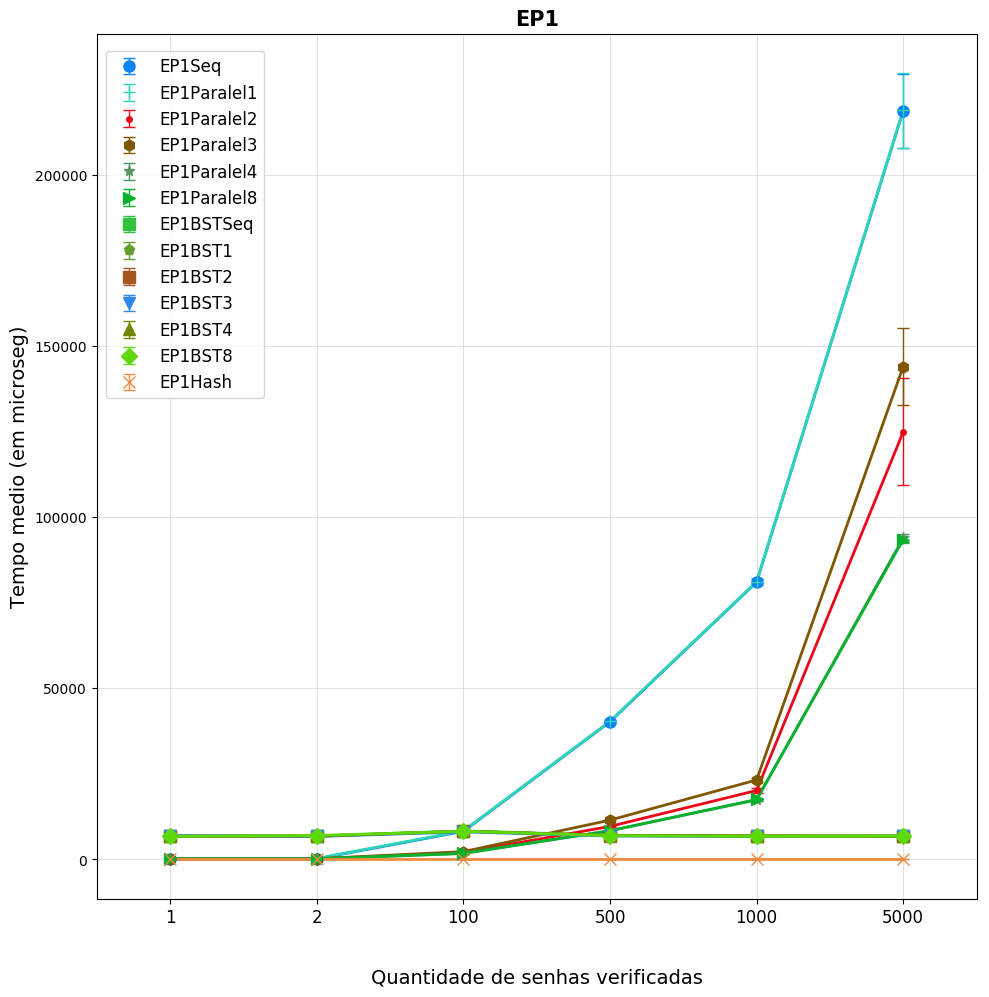 EP1
EP1Seq
EP1Paralel1
EP1Paralel2
EP1Paralel3
EP1Paralel4
EP1Paralel8
EP1BSTSeq
EP1BST1
EP1BST2
EP1BST3
EP1BST4
EP1BST8
EP1Hash
Tempo medio (em microseg)
200000
150000
100000
50000
0
1 2 100 500 1000 5000
Quantidade de senhas verificadas